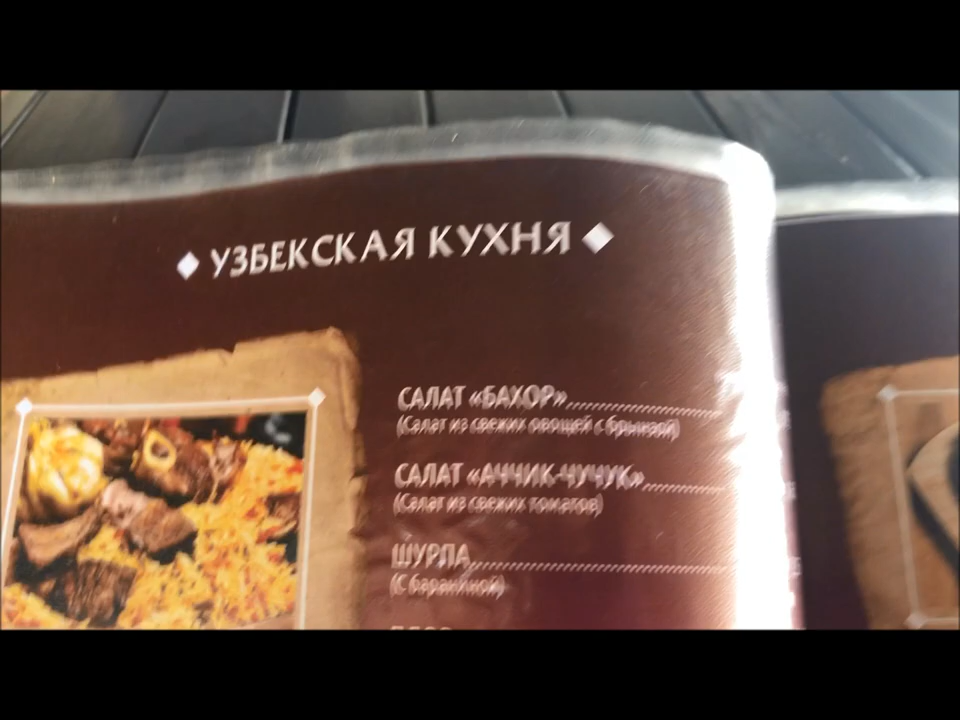 УЗБЕКСКАЯ КУХНЯ
САЛАТ «БАХОР»
(Салат из свежих овощей с брынзой)
САЛАТ «АЧЧИК-ЧУЧУК»
(Салат из свежих томатов)
ШУРПА
(С бараниной)